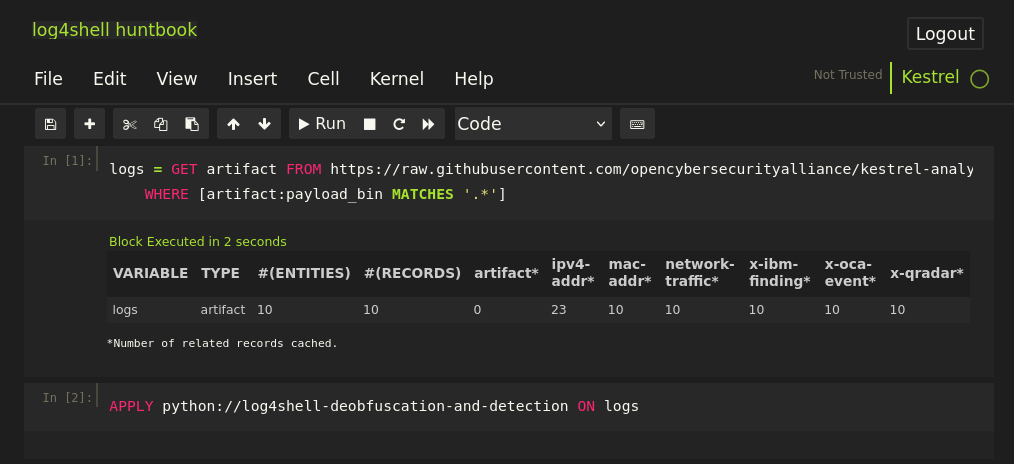 log4shell huntbook
Logout
File Edit View Insert Cell Kernel Help
Not Trusted Kestrel
Run Code
In [1]:
logs = GET artifact FROM https://raw.githubusercontent.com/opencybersecurityalliance/kestrel-analy
WHERE [artifact:payload_bin MATCHES '.*']
Block Executed in 2 seconds
VARIABLE TYPE #(ENTITIES) #(RECORDS) artifact* ipv4-addr* mac-addr* network-traffic* x-ibm-finding* x-oca-event* x-qradar*
logs artifact 10 10 0 23 10 10 10 10 10
*Number of related records cached.
In [2]:
APPLY python://log4shell-deobfuscation-and-detection ON logs